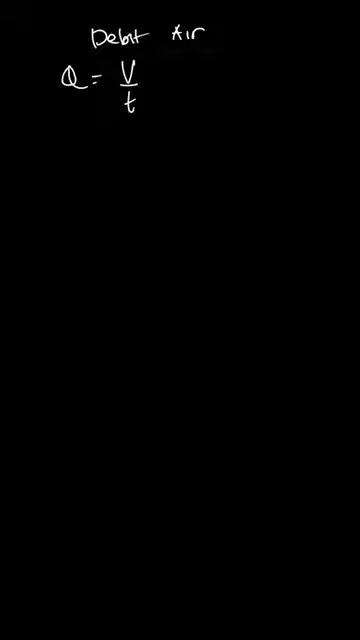 Debit Air
Q = V/t